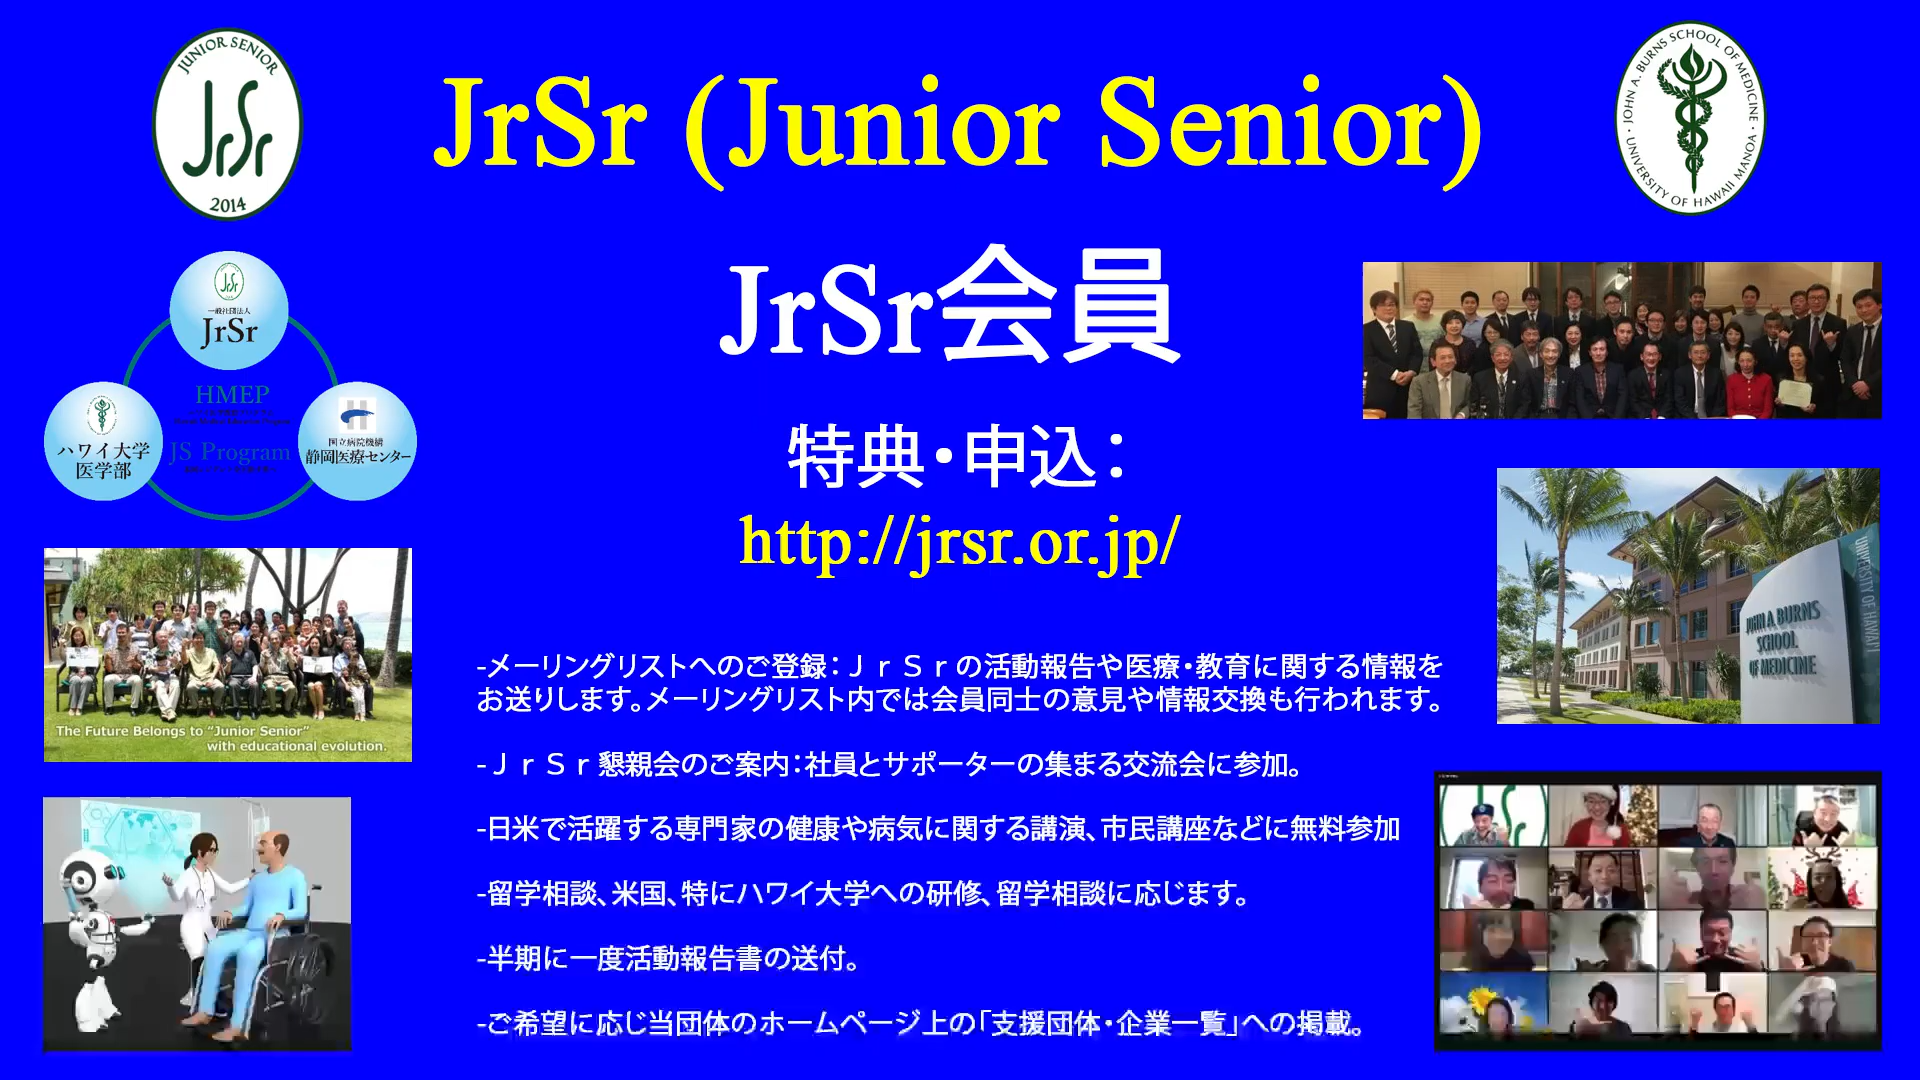 JUNIOR SENIOR
JrSr
2014
JrSr (Junior Senior)
JOHN A. BURNS SCHOOL OF MEDICINE
UNIVERSITY OF HAWAII MANOA
JrSr
一般社団法人
JrSr
HMEP
ハワイ大学
医学部
JS Program
国立病院機構
静岡医療センター
JrSr会員
特典・申込：
http://jrsr.or.jp/
The Future Belongs to "Junior Senior"
with educational evolution.
JOHN A BURNS
SCHOOL
OF MEDICINE
UNIVERSITY OF HAWAI
-メーリングリストへのご登録：ＪｒＳｒの活動報告や医療・教育に関する情報を
お送りします。メーリングリスト内では会員同士の意見や情報交換も行われます。
-ＪｒＳｒ懇親会のご案内：社員とサポーターの集まる交流会に参加。
-日米で活躍する専門家の健康や病気に関する講演、市民講座などに無料参加
-留学相談、米国、特にハワイ大学への研修、留学相談に応じます。
-半期に一度活動報告書の送付。
-ご希望に応じ当団体のホームページ上の「支援団体・企業一覧」への掲載。